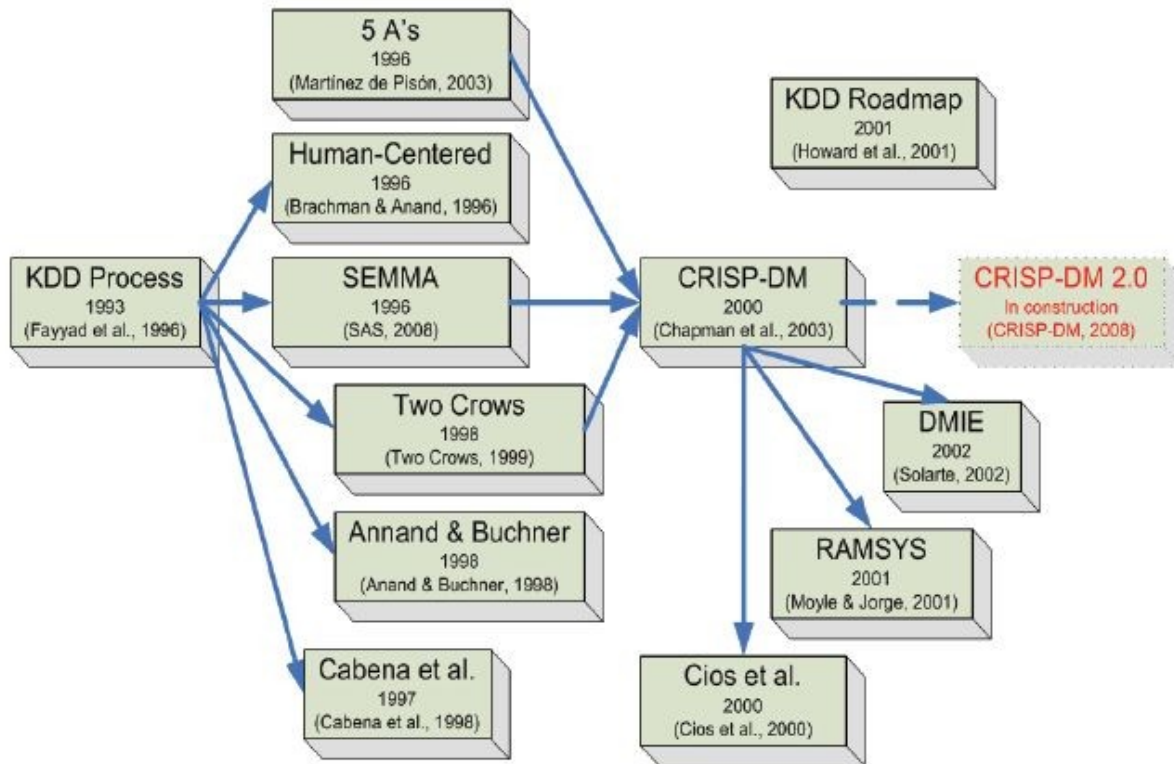 5 A's
1996
(Martínez de Pisón, 2003)
KDD Roadmap
2001
(Howard et al., 2001)
Human-Centered
1996
(Brachman & Anand, 1996)
KDD Process
1993
(Fayyad et al., 1996)
SEMMA
1996
(SAS, 2008)
CRISP-DM
2000
(Chapman et al., 2003)
CRISP-DM 2.0
In construction
(CRISP-DM, 2008)
Two Crows
1998
(Two Crows, 1999)
DMIE
2002
(Solarte, 2002)
Annand & Buchner
1998
(Anand & Buchner, 1998)
RAMSYS
2001
(Moyle & Jorge, 2001)
Cabena et al.
1997
(Cabena et al., 1998)
Cios et al.
2000
(Cios et al., 2000)